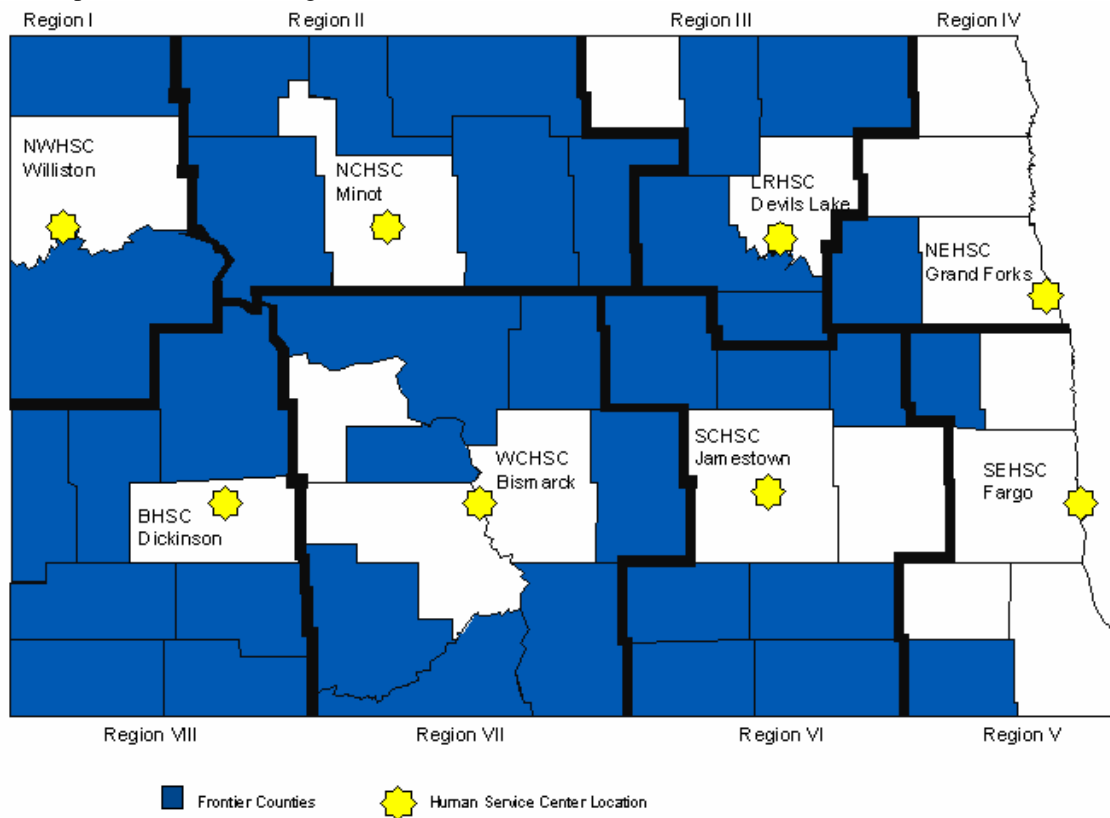 Region I
Region II
Region III
Region IV
NWHSC
Williston
NCHSC
Minot
LRHSC
Devils Lake
NEHSC
Grand Forks
BHSC
Dickinson
WCHSC
Bismarck
SCHSC
Jamestown
SEHSC
Fargo
Region VIII
Region VII
Region VI
Region V
Frontier Counties
Human Service Center Location